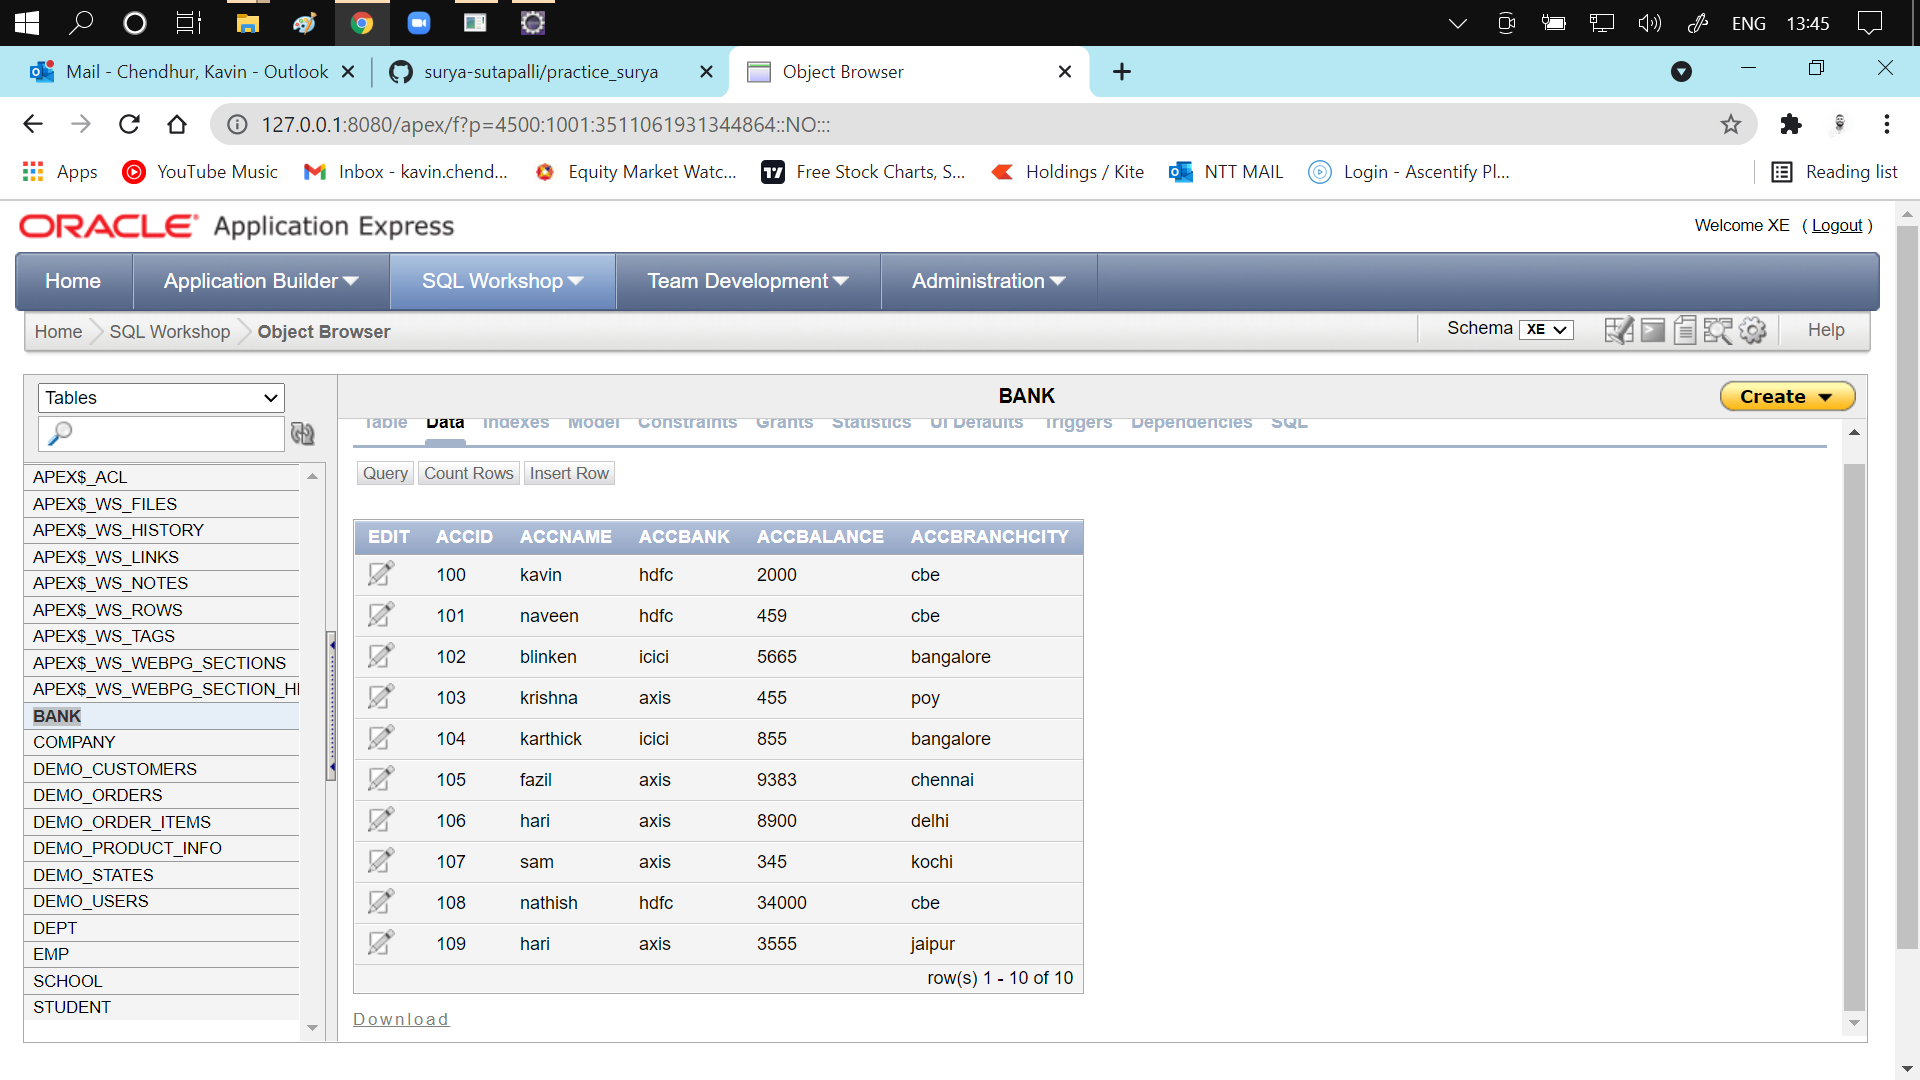 ENG 13:45
Mail - Chendhur, Kavin - Outlook surya-sutapalli/practice_surya Object Browser
127.0.0.1:8080/apex/f?p=4500:1001:3511061931344864::NO:::
Apps YouTube Music Inbox - kavin.chend... Equity Market Watc... Free Stock Charts, S... Holdings / Kite NTT MAIL Login - Ascentify Pl... Reading list
ORACLE Application Express Welcome XE ( Logout )
Home Application Builder SQL Workshop Team Development Administration
Home SQL Workshop Object Browser Schema XE Help
Tables BANK Create
Table Data Indexes Model Constraints Grants Statistics UI Defaults Triggers Dependencies SQL
Query Count Rows Insert Row
APEX$_ACL
APEX$_WS_FILES
APEX$_WS_HISTORY
APEX$_WS_LINKS
APEX$_WS_NOTES
APEX$_WS_ROWS
APEX$_WS_TAGS
APEX$_WS_WEBPG_SECTIONS
APEX$_WS_WEBPG_SECTION_HI
BANK
COMPANY
DEMO_CUSTOMERS
DEMO_ORDERS
DEMO_ORDER_ITEMS
DEMO_PRODUCT_INFO
DEMO_STATES
DEMO_USERS
DEPT
EMP
SCHOOL
STUDENT
EDIT ACCID ACCNAME ACCBANK ACCBALANCE ACCBRANCHCITY
100 kavin hdfc 2000 cbe
101 naveen hdfc 459 cbe
102 blinken icici 5665 bangalore
103 krishna axis 455 poy
104 karthick icici 855 bangalore
105 fazil axis 9383 chennai
106 hari axis 8900 delhi
107 sam axis 345 kochi
108 nathish hdfc 34000 cbe
109 hari axis 3555 jaipur
row(s) 1 - 10 of 10
Download